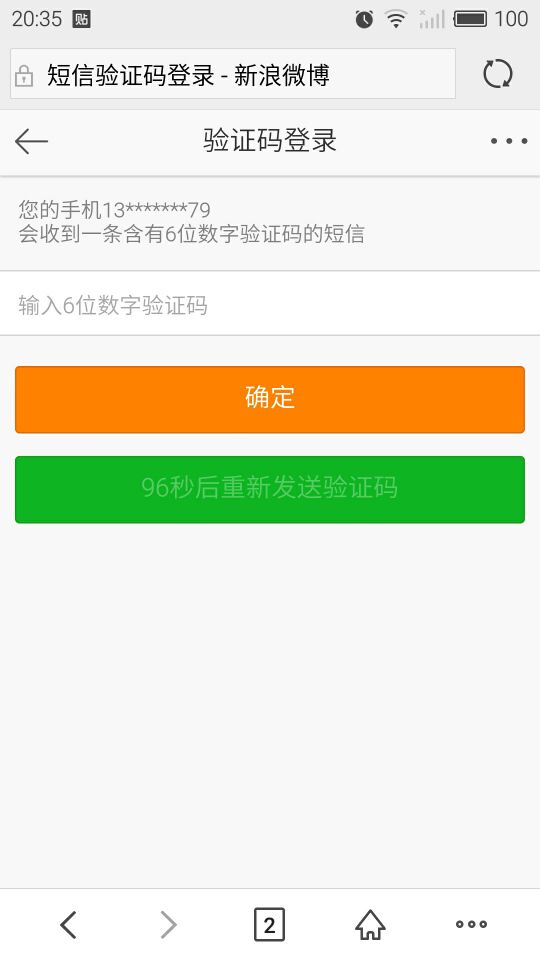 20:35 贴 100
短信验证码登录 - 新浪微博
验证码登录
您的手机13*******79
会收到一条含有6位数字验证码的短信
输入6位数字验证码
确定
96秒后重新发送验证码
2